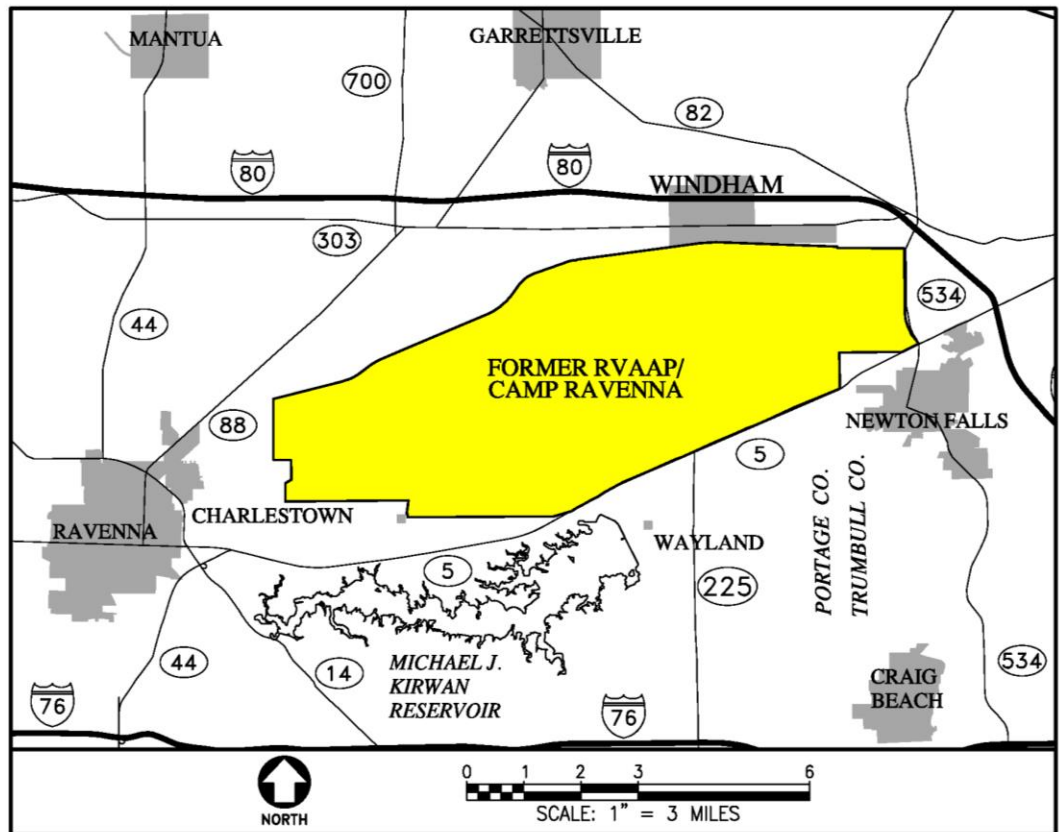 MANTUA
GARRETTSVILLE
700
82
80
80
WINDHAM
303
534
44
FORMER RVAAP/
CAMP RAVENNA
88
NEWTON FALLS
5
CHARLESTOWN
RAVENNA
WAYLAND
PORTAGE CO.
TRUMBULL CO.
5
225
44
14
MICHAEL J.
KIRWAN
RESERVOIR
534
CRAIG
BEACH
76
76
NORTH
0 1 2 3 6
SCALE: 1" = 3 MILES